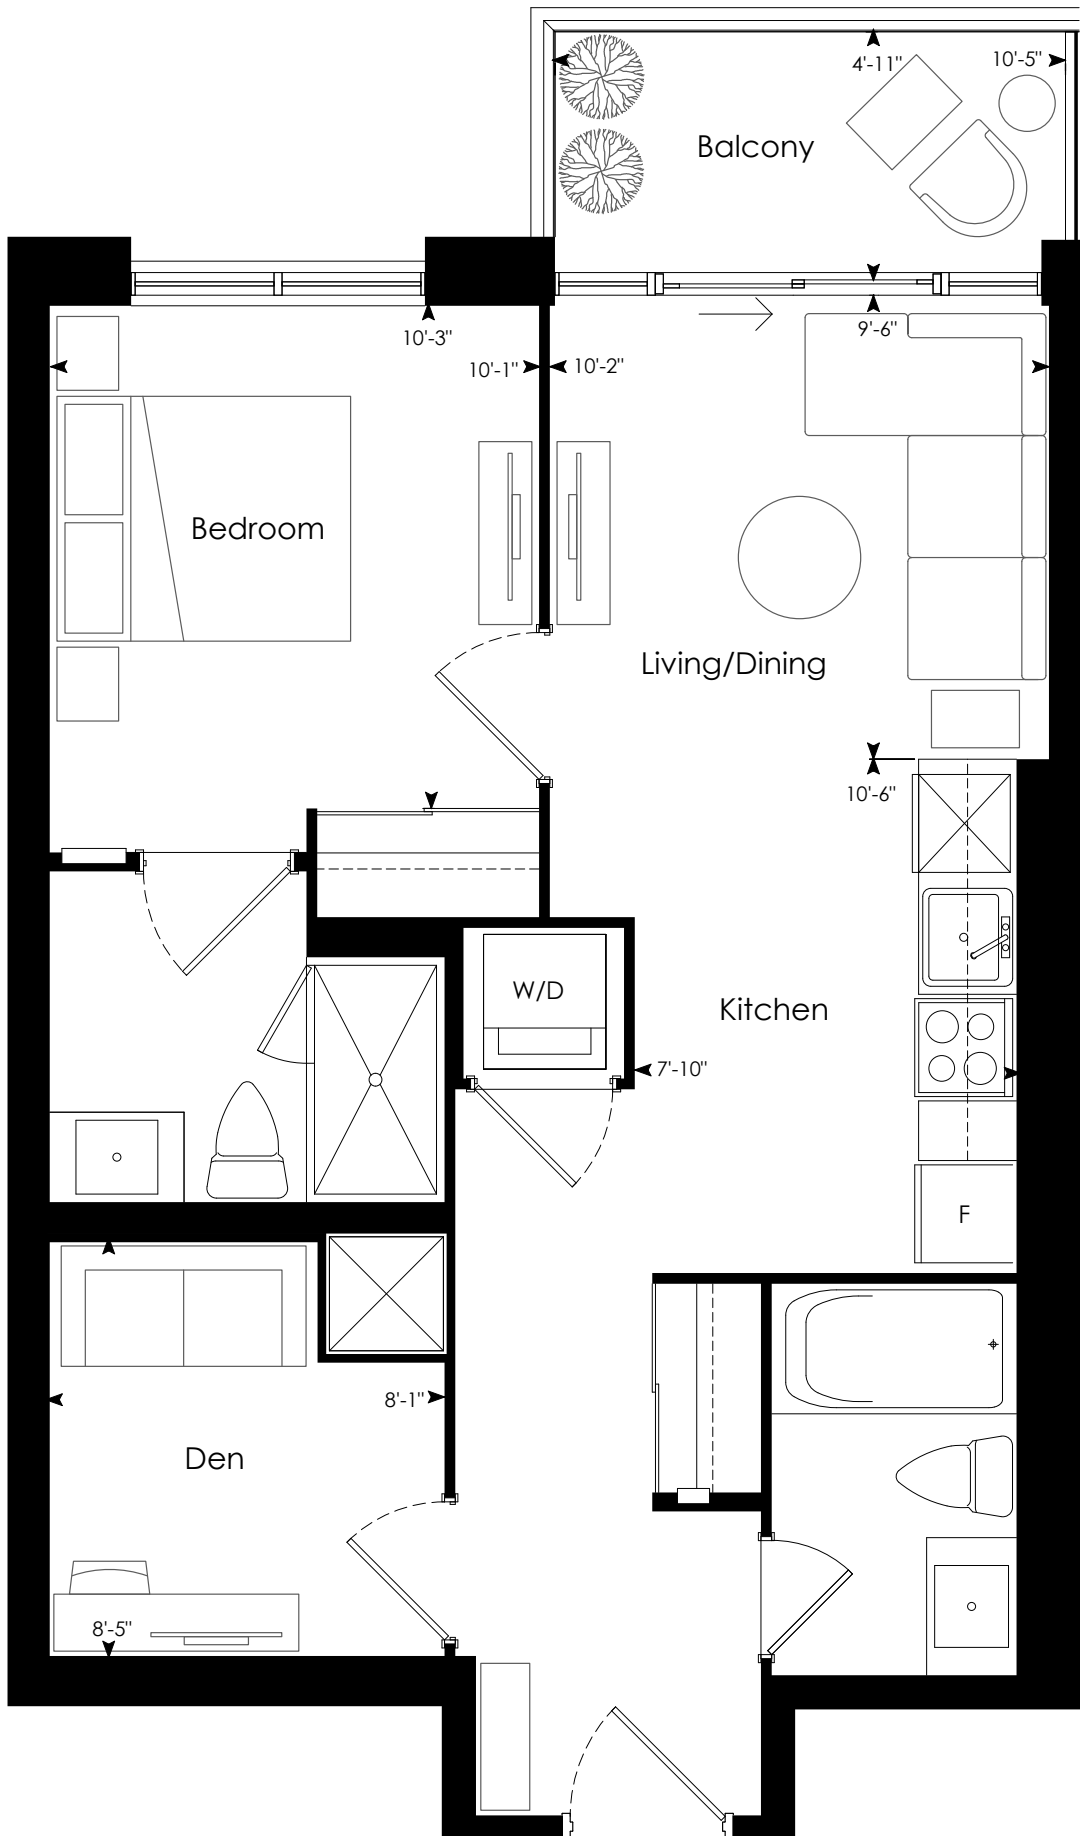 4'-11"
10'-5"
Balcony
10'-3"
9'-6"
10'-1"
10'-2"
Bedroom
Living/Dining
10'-6"
W/D
Kitchen
7'-10"
F
8'-1"
Den
8'-5"